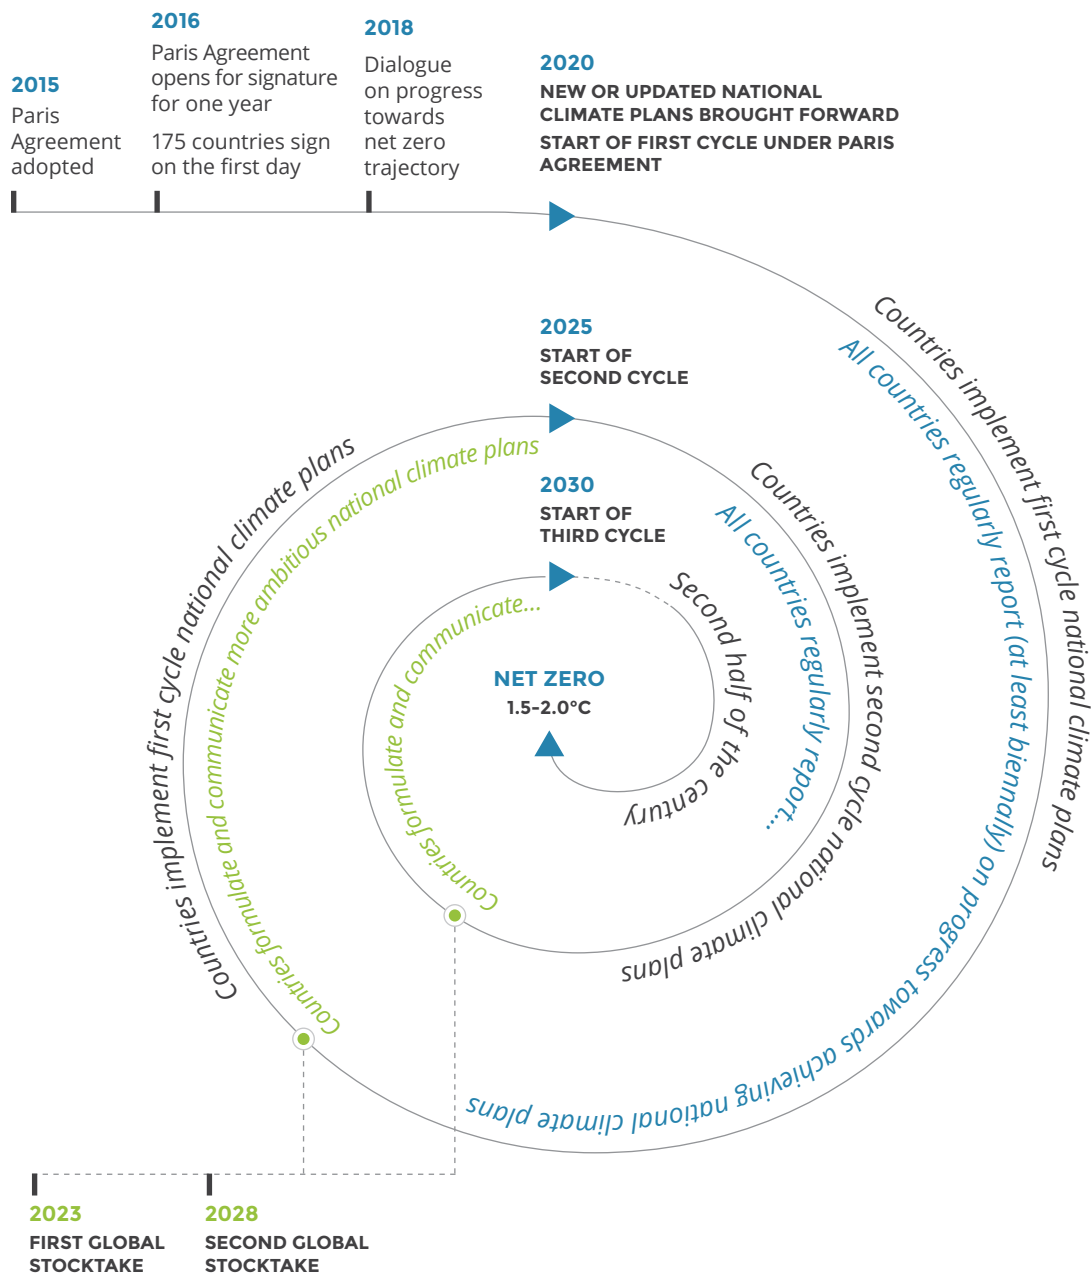 2015
Paris
Agreement
adopted
2016
Paris Agreement
opens for signature
for one year
175 countries sign
on the first day
2018
Dialogue
on progress
towards
net zero
trajectory
2020
NEW OR UPDATED NATIONAL
CLIMATE PLANS BROUGHT FORWARD
START OF FIRST CYCLE UNDER PARIS
AGREEMENT
Countries implement first cycle national climate plans
All countries regularly report (at least biennally) on progress towards achieving national climate plans
2025
START OF
SECOND CYCLE
Countries implement first cycle national climate plans
Countries formulate and communicate more ambitious national climate plans
Countries implement second cycle national climate plans
All countries regularly report...
2030
START OF
THIRD CYCLE
Countries formulate and communicate...
Second half of the century
NET ZERO
1.5-2.0°C
2023
FIRST GLOBAL
STOCKTAKE
2028
SECOND GLOBAL
STOCKTAKE